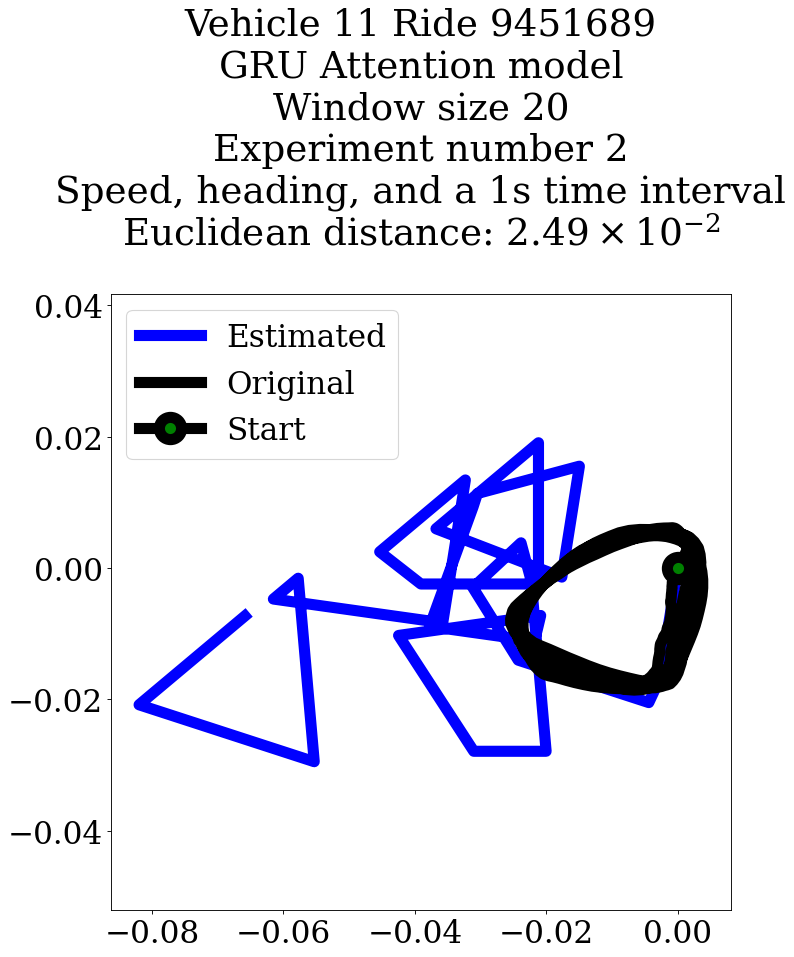 Vehicle 11 Ride 9451689
GRU Attention model
Window size 20
Experiment number 2
Speed, heading, and a 1s time interval
Euclidean distance: 2.49 × 10⁻²
Estimated
Original
Start
0.04
0.02
0.00
−0.02
−0.04
−0.08 −0.06 −0.04 −0.02 0.00